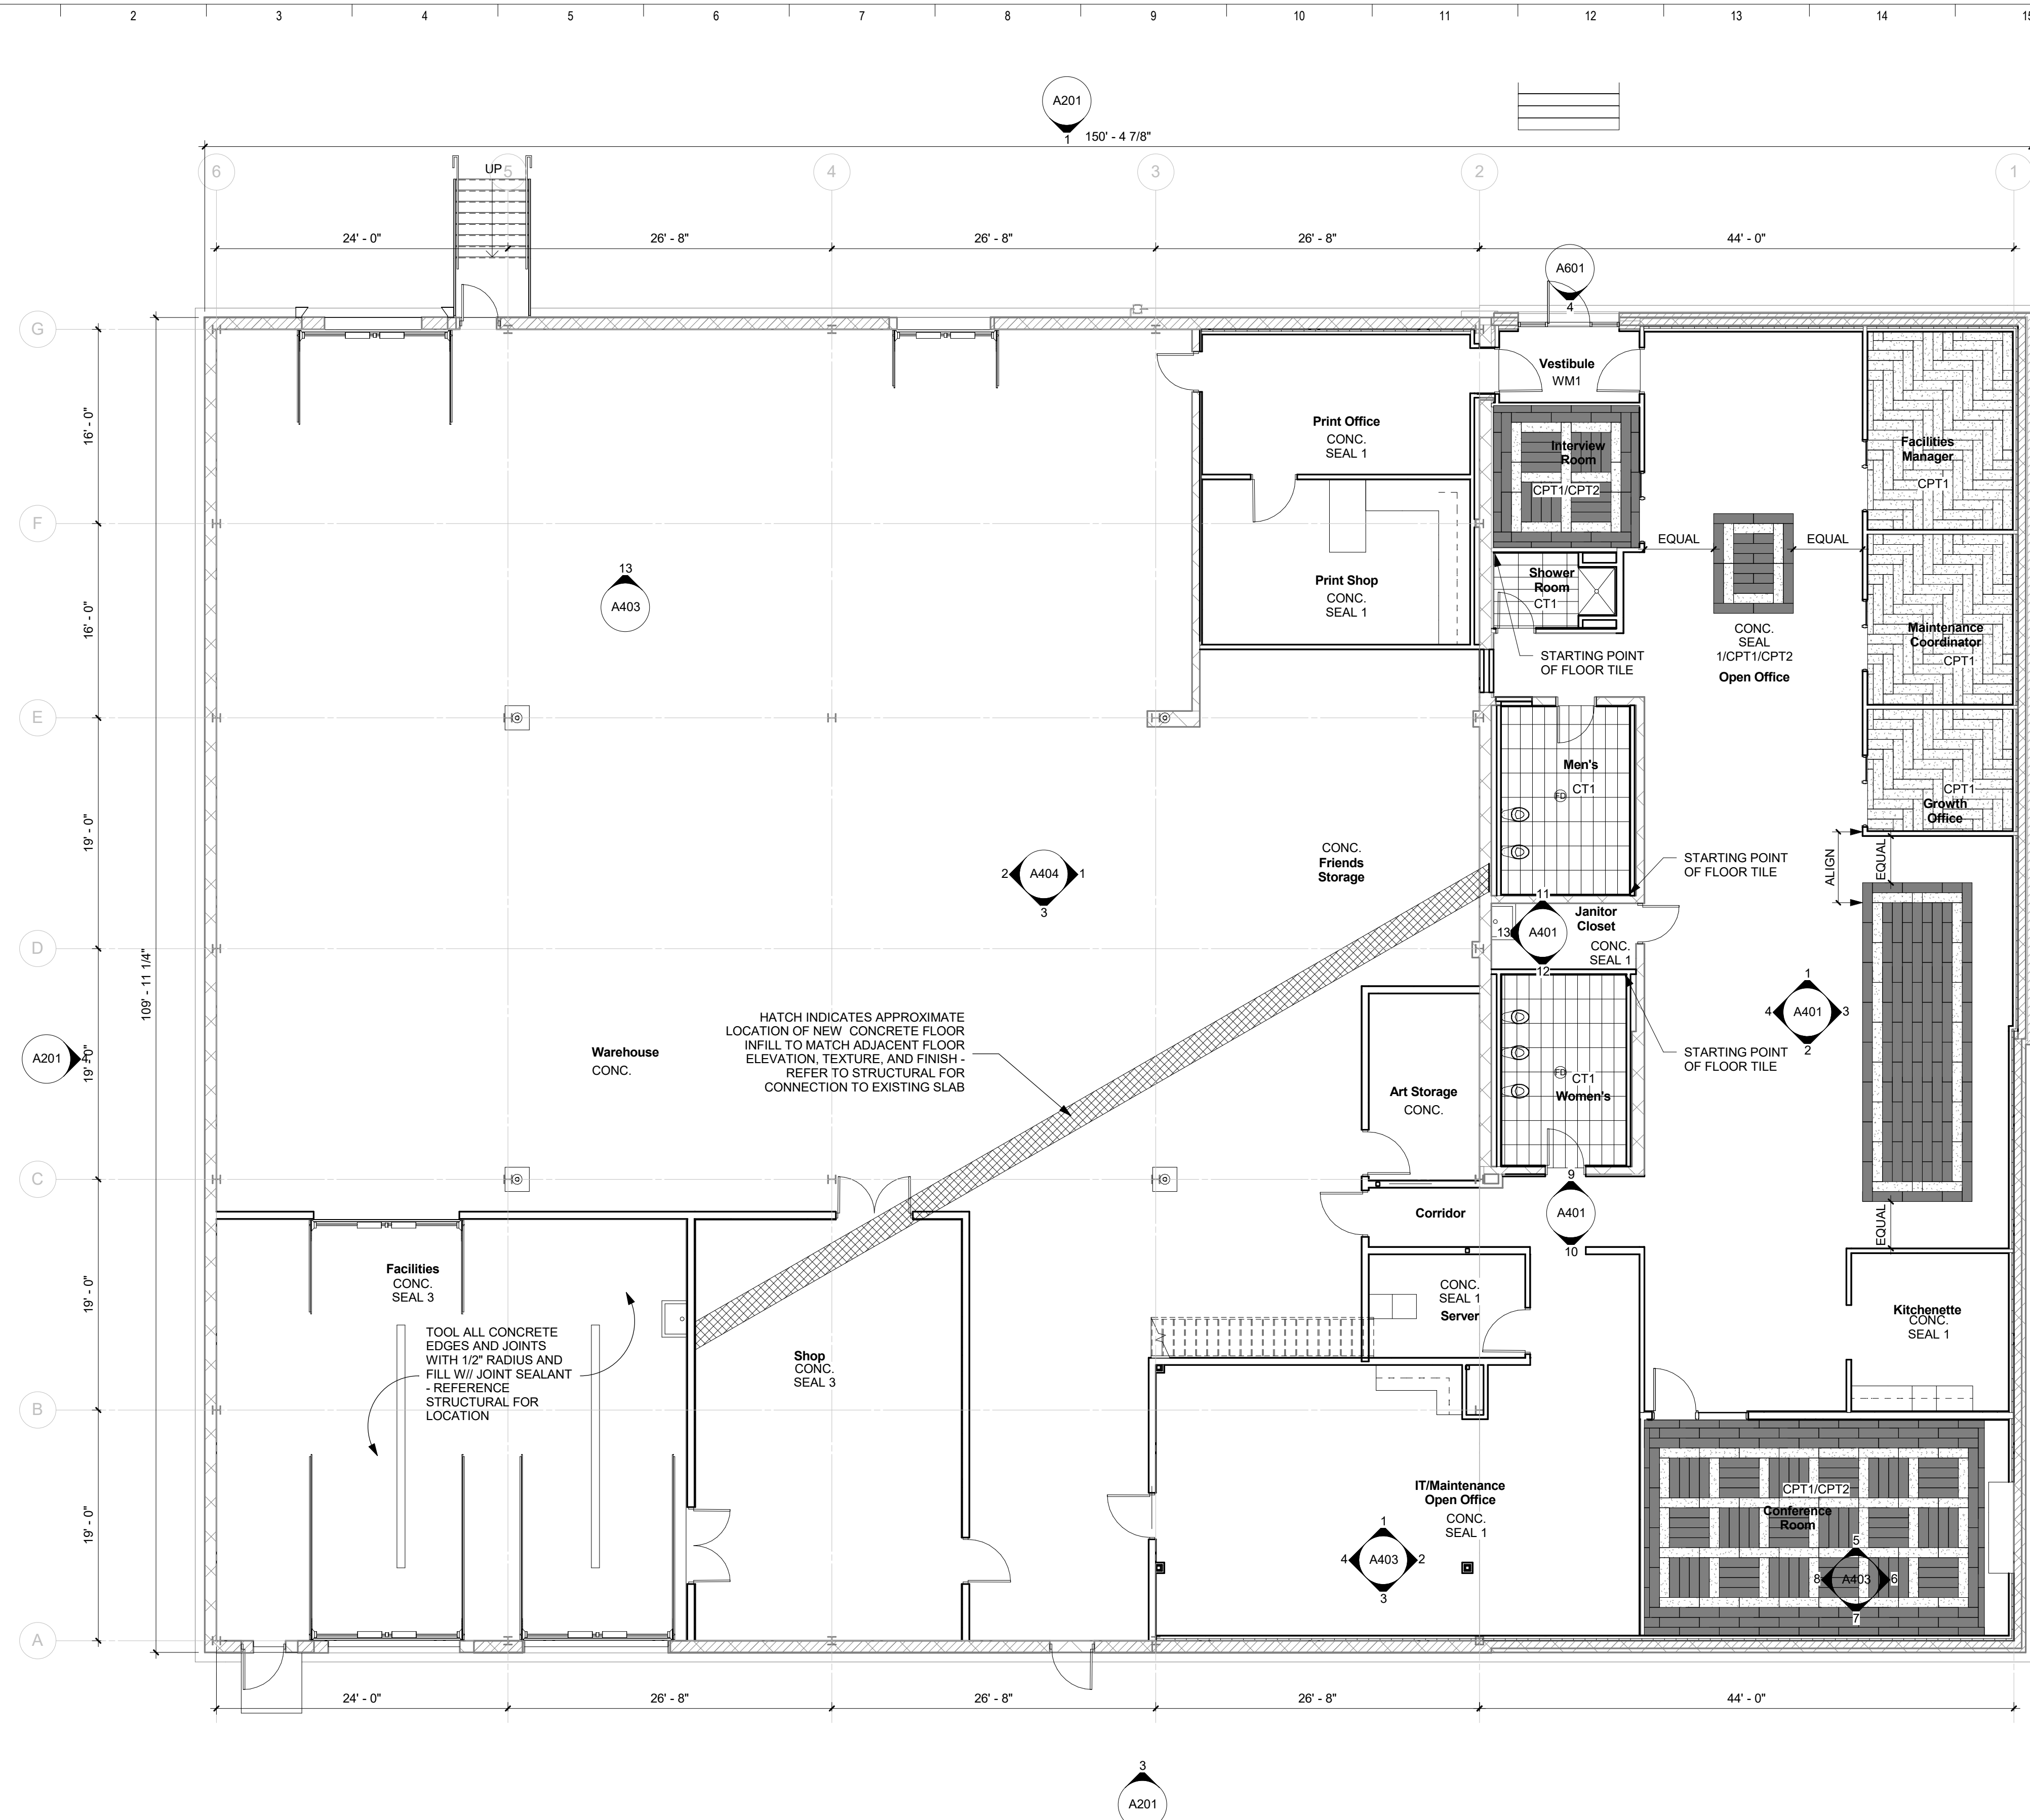 2
3
4
5
6
7
8
9
10
11
12
13
14
15
A201
1
150' - 4 7/8"
6
UP
5
4
3
2
1
24' - 0"
26' - 8"
26' - 8"
26' - 8"
44' - 0"
A601
4
G
F
E
D
C
B
A
16' - 0"
16' - 0"
19' - 0"
19' - 0"
19' - 0"
19' - 0"
109' - 11 1/4"
A201
4
Vestibule
WM1
Print Office
CONC.
SEAL 1
Interview
Room
CPT1/CPT2
Facilities
Manager
CPT1
EQUAL
EQUAL
13
A403
Print Shop
CONC.
SEAL 1
Shower
Room
CT1
STARTING POINT
OF FLOOR TILE
CONC.
SEAL
1/CPT1/CPT2
Open Office
Maintenance
Coordinator
CPT1
Men's
CT1
FD
CPT1
Growth
Office
ALIGN
EQUAL
CONC.
Friends
Storage
STARTING POINT
OF FLOOR TILE
2
A404
1
3
11
13
A401
12
Janitor
Closet
CONC.
SEAL 1
1
4
A401
3
2
HATCH INDICATES APPROXIMATE
LOCATION OF NEW CONCRETE FLOOR
INFILL TO MATCH ADJACENT FLOOR
ELEVATION, TEXTURE, AND FINISH -
REFER TO STRUCTURAL FOR
CONNECTION TO EXISTING SLAB
Warehouse
CONC.
Art Storage
CONC.
FD
CT1
Women's
STARTING POINT
OF FLOOR TILE
9
A401
10
Corridor
EQUAL
Facilities
CONC.
SEAL 3
CONC.
SEAL 1
Server
Kitchenette
CONC.
SEAL 1
TOOL ALL CONCRETE
EDGES AND JOINTS
WITH 1/2" RADIUS AND
FILL W// JOINT SEALANT
- REFERENCE
STRUCTURAL FOR
LOCATION
Shop
CONC.
SEAL 3
IT/Maintenance
Open Office
CONC.
SEAL 1
1
4
A403
2
3
CPT1/CPT2
Conference
Room
5
8
A403
6
7
24' - 0"
26' - 8"
26' - 8"
26' - 8"
44' - 0"
3
A201